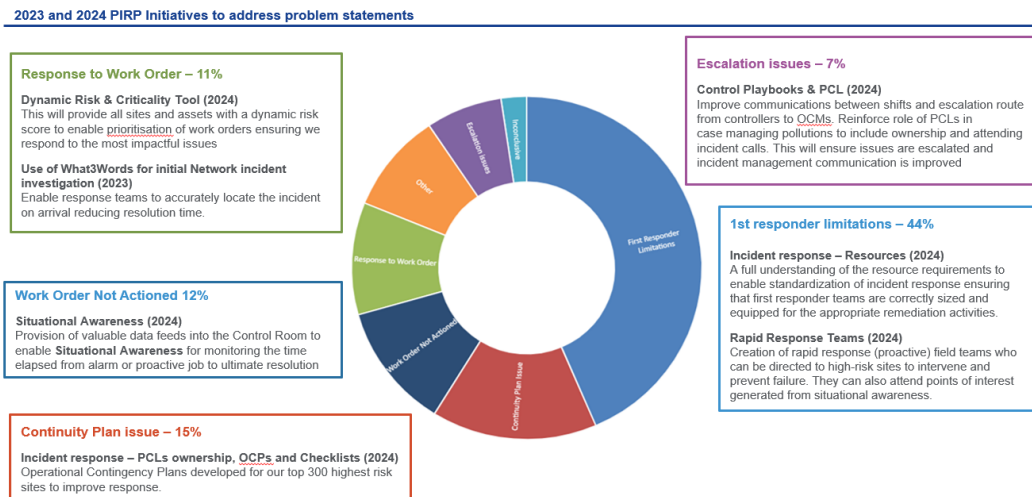 2023 and 2024 PIRP Initiatives to address problem statements
Response to Work Order – 11%
Dynamic Risk & Criticality Tool (2024)
This will provide all sites and assets with a dynamic risk
score to enable prioritisation of work orders ensuring we
respond to the most impactful issues
Use of What3Words for initial Network incident
investigation (2023)
Enable response teams to accurately locate the incident
on arrival reducing resolution time.
Work Order Not Actioned 12%
Situational Awareness (2024)
Provision of valuable data feeds into the Control Room to
enable Situational Awareness for monitoring the time
elapsed from alarm or proactive job to ultimate resolution
Continuity Plan issue – 15%
Incident response – PCLs ownership, OCPs and Checklists (2024)
Operational Contingency Plans developed for our top 300 highest risk
sites to improve response.
Inconclusive
Escalation issues
Other
Response to Work Order
Work Order Not Actioned
Continuity Plan Issue
First Responder
Limitations
Escalation issues – 7%
Control Playbooks & PCL (2024)
Improve communications between shifts and escalation route
from controllers to OCMs. Reinforce role of PCLs in
case managing pollutions to include ownership and attending
incident calls. This will ensure issues are escalated and
incident management communication is improved
1st responder limitations – 44%
Incident response – Resources (2024)
A full understanding of the resource requirements to
enable standardization of incident response ensuring
that first responder teams are correctly sized and
equipped for the appropriate remediation activities.
Rapid Response Teams (2024)
Creation of rapid response (proactive) field teams who
can be directed to high-risk sites to intervene and
prevent failure. They can also attend points of interest
generated from situational awareness.